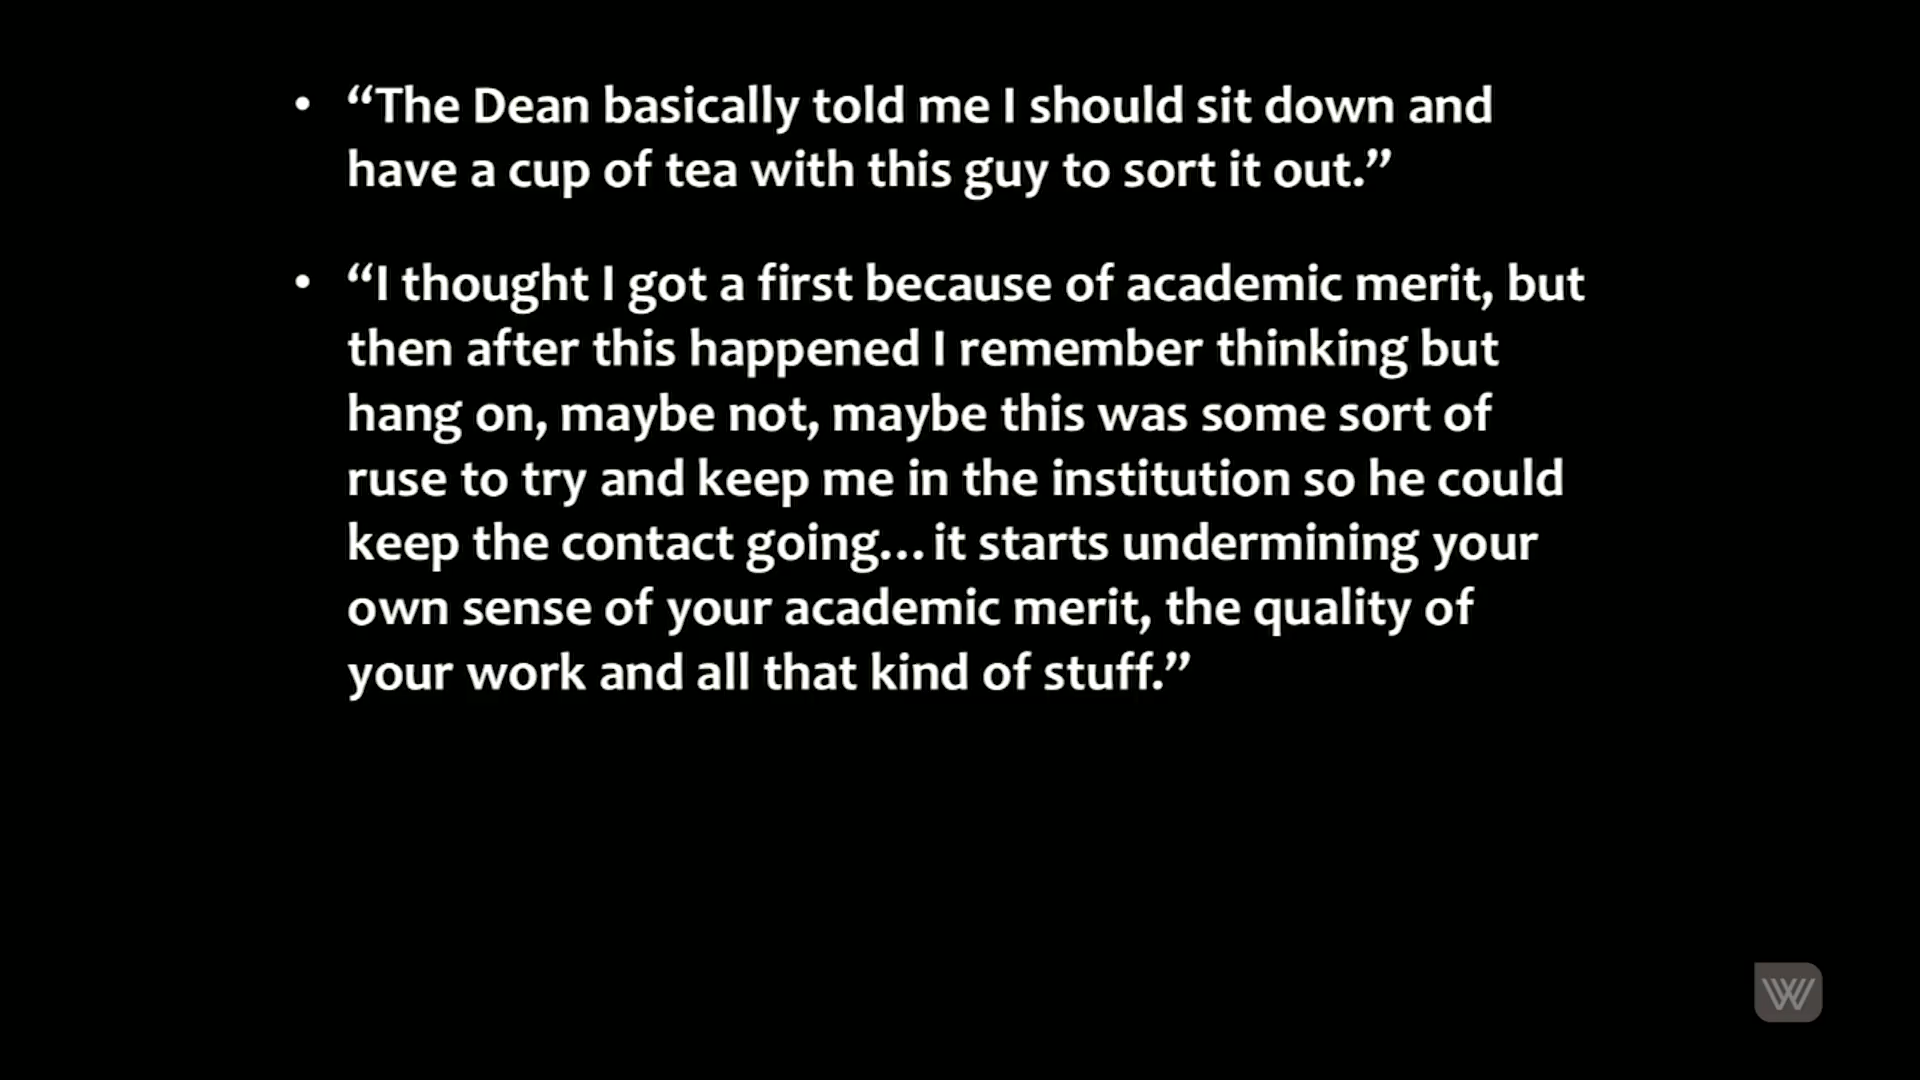 • “The Dean basically told me I should sit down and
have a cup of tea with this guy to sort it out.”
• “I thought I got a first because of academic merit, but
then after this happened I remember thinking but
hang on, maybe not, maybe this was some sort of
ruse to try and keep me in the institution so he could
keep the contact going... it starts undermining your
own sense of your academic merit, the quality of
your work and all that kind of stuff.”
W